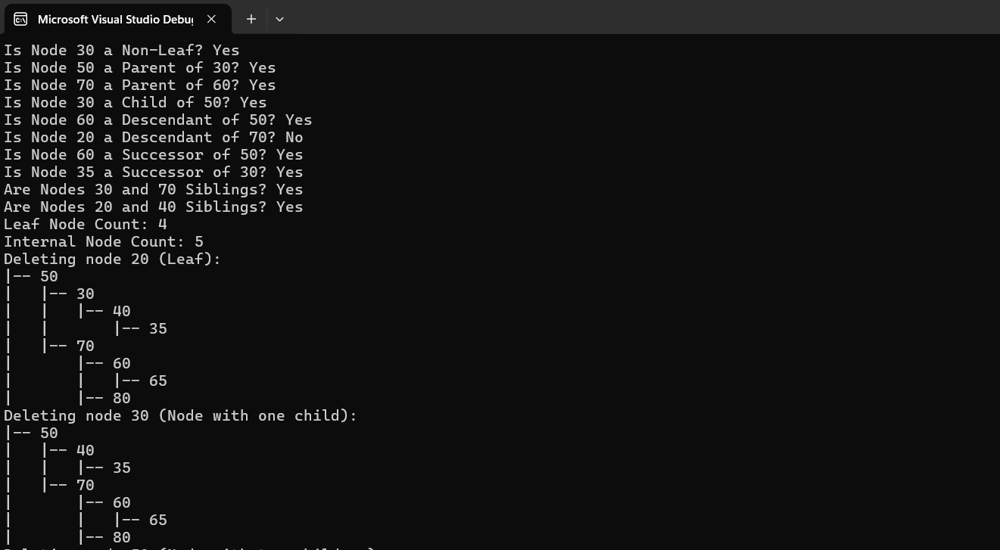 Microsoft Visual Studio Debu
Is Node 30 a Non-Leaf? Yes
Is Node 50 a Parent of 30? Yes
Is Node 70 a Parent of 60? Yes
Is Node 30 a Child of 50? Yes
Is Node 60 a Descendant of 50? Yes
Is Node 20 a Descendant of 70? No
Is Node 60 a Successor of 50? Yes
Is Node 35 a Successor of 30? Yes
Are Nodes 30 and 70 Siblings? Yes
Are Nodes 20 and 40 Siblings? Yes
Leaf Node Count: 4
Internal Node Count: 5
Deleting node 20 (Leaf):
|-- 50
|   |-- 30
|   |   |-- 40
|   |       |-- 35
|   |-- 70
|       |-- 60
|       |   |-- 65
|       |-- 80
Deleting node 30 (Node with one child):
|-- 50
|   |-- 40
|   |   |-- 35
|   |-- 70
|       |-- 60
|       |   |-- 65
|       |-- 80